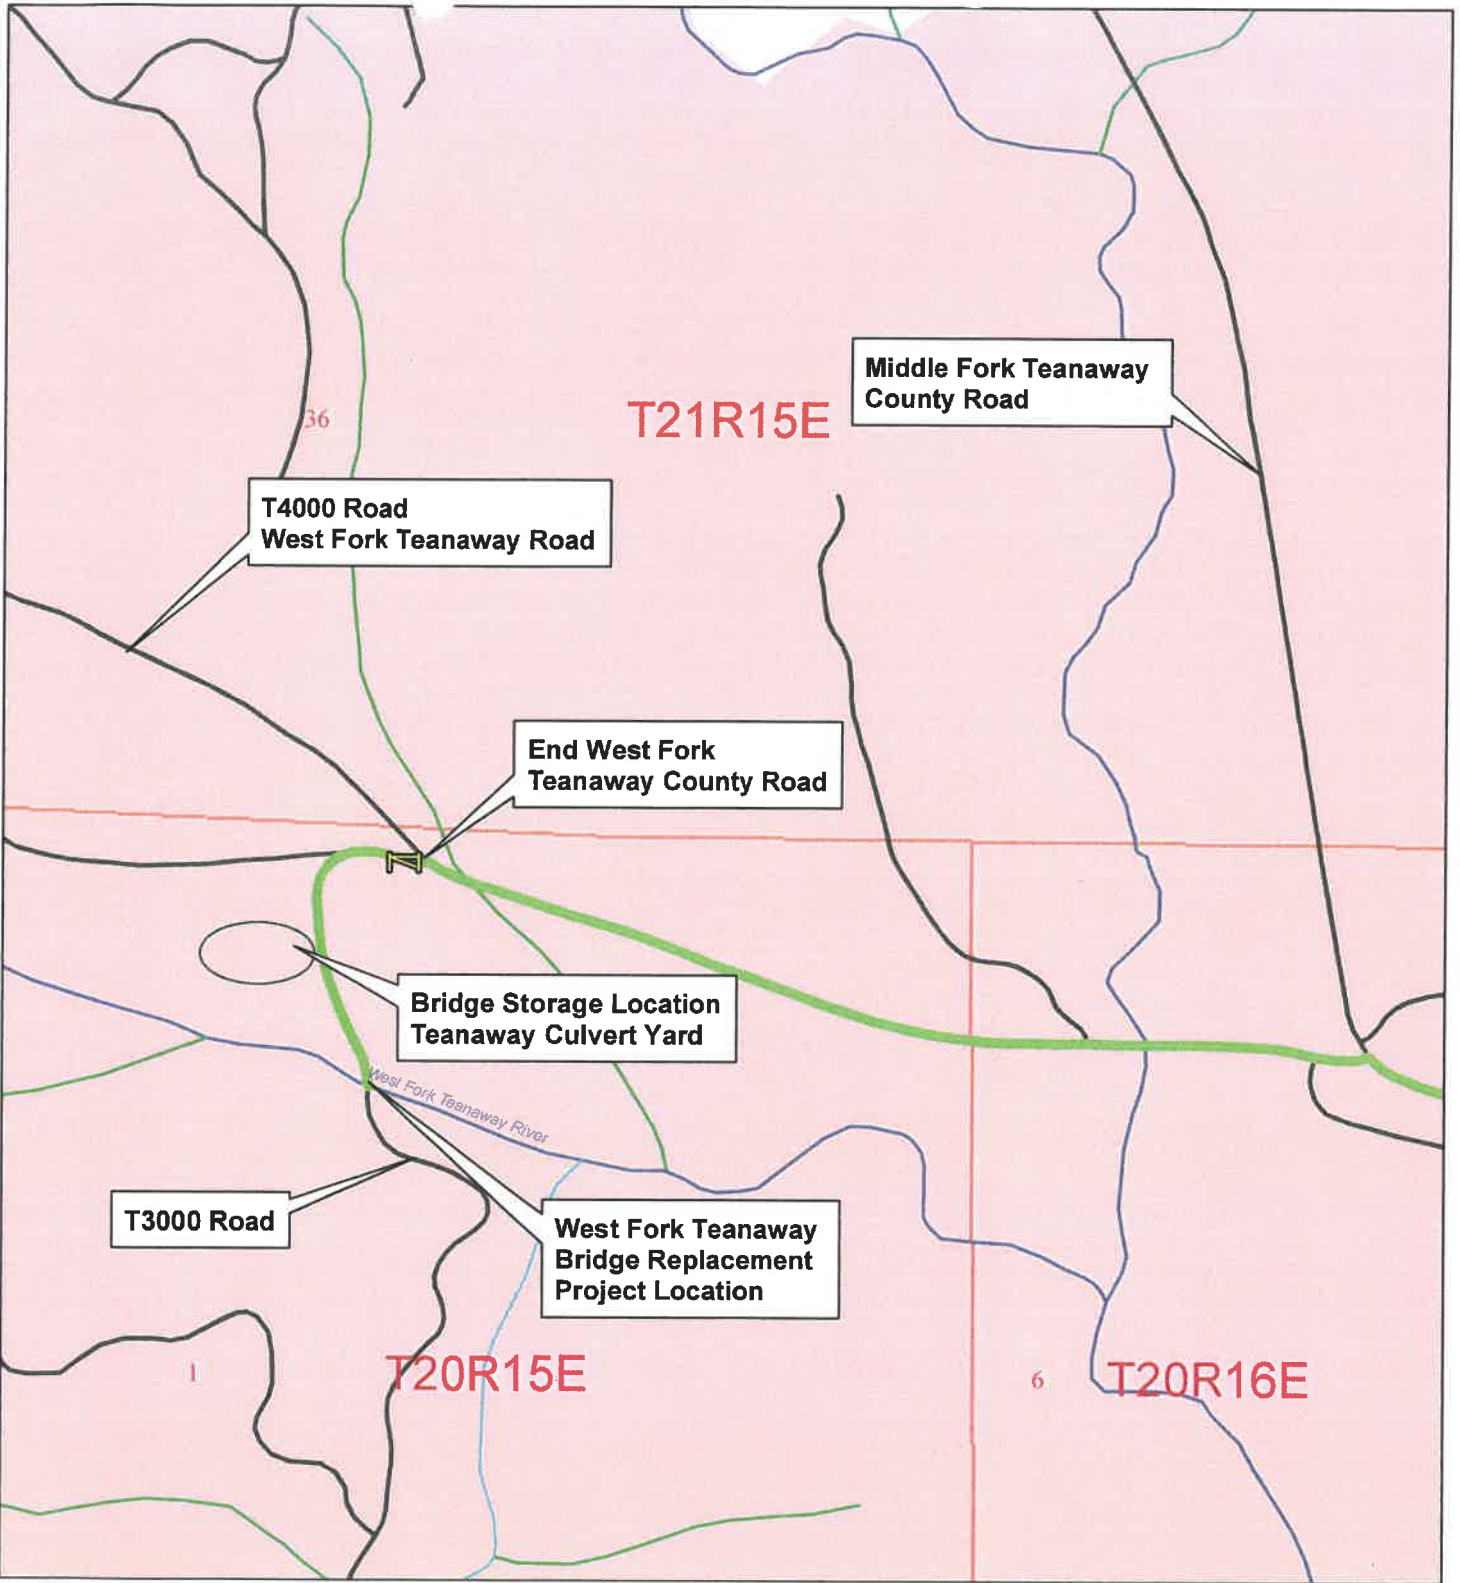 Middle Fork Teanaway
County Road
T21R15E
36
T4000 Road
West Fork Teanaway Road
End West Fork
Teanaway County Road
Bridge Storage Location
Teanaway Culvert Yard
West Fork Teanaway River
T3000 Road
West Fork Teanaway
Bridge Replacement
Project Location
1
T20R15E
6
T20R16E